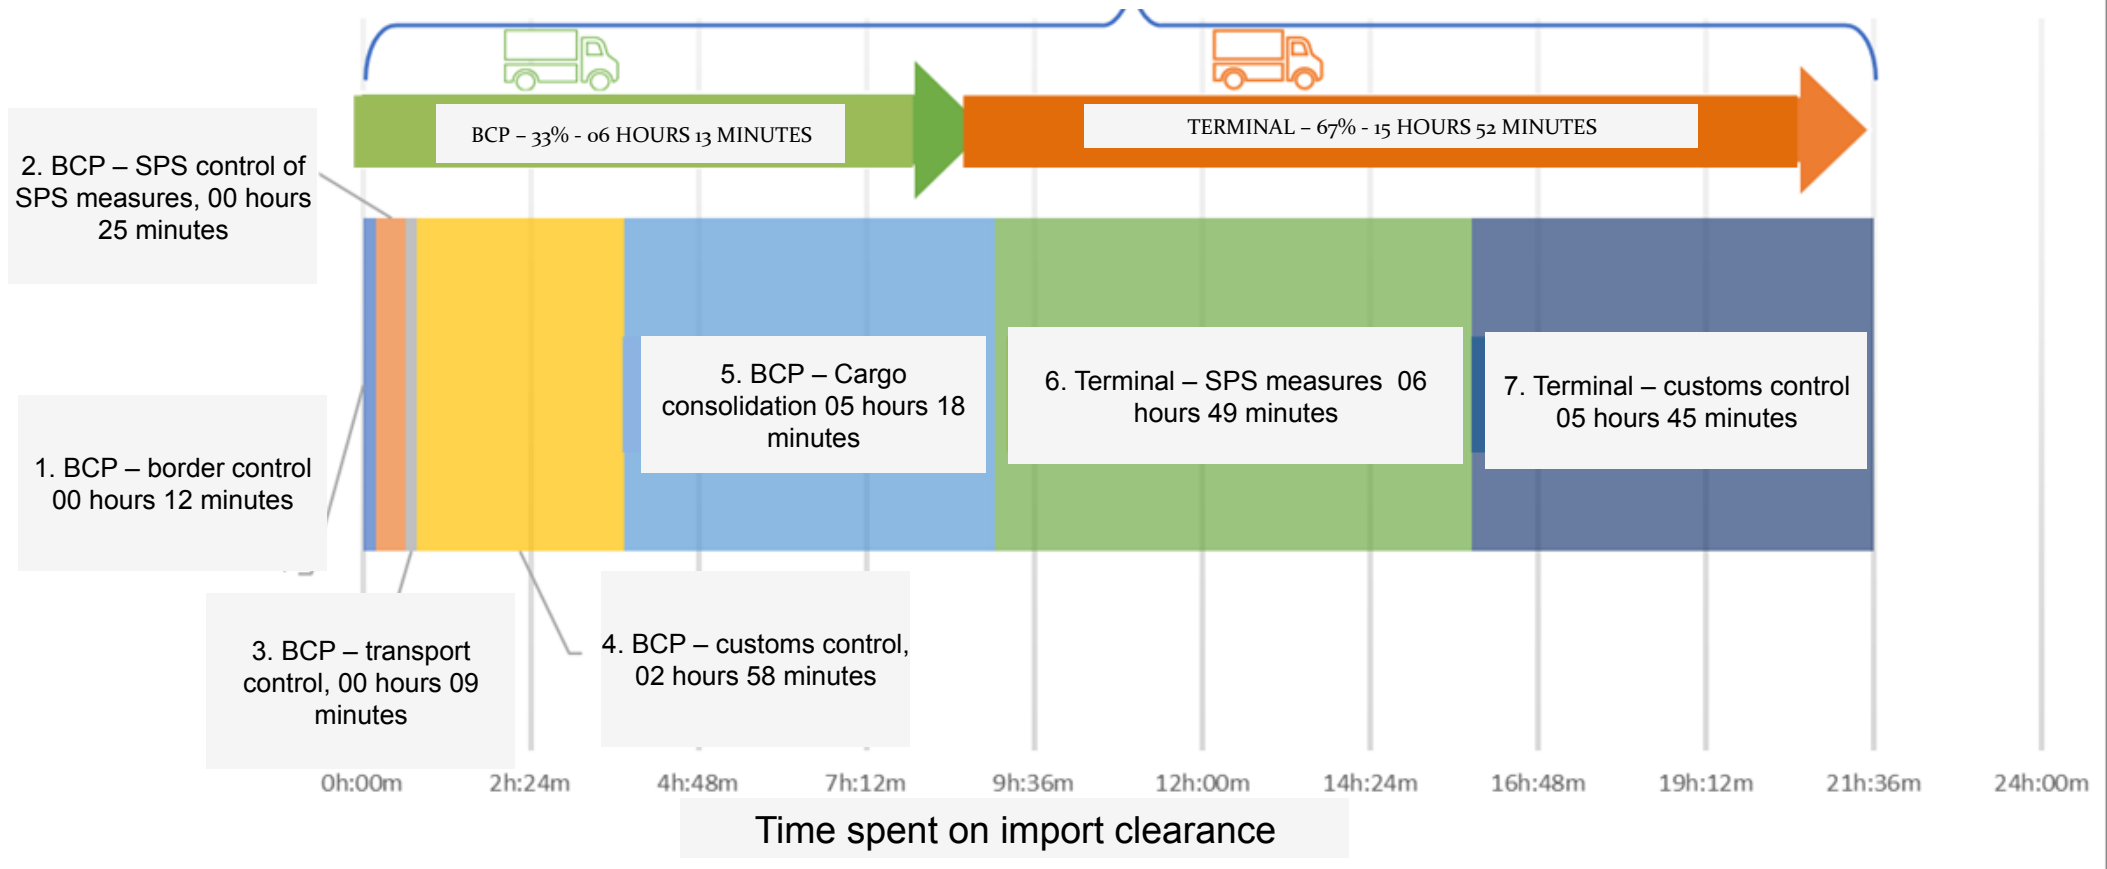 BCP – 33% - 06 HOURS 13 MINUTES
TERMINAL – 67% - 15 HOURS 52 MINUTES
2. BCP – SPS control of
SPS measures, 00 hours
25 minutes
1. BCP – border control
00 hours 12 minutes
3. BCP – transport
control, 00 hours 09
minutes
4. BCP – customs control,
02 hours 58 minutes
5. BCP – Cargo
consolidation 05 hours 18
minutes
6. Terminal – SPS measures 06
hours 49 minutes
7. Terminal – customs control
05 hours 45 minutes
0h:00m
2h:24m
4h:48m
7h:12m
9h:36m
12h:00m
14h:24m
16h:48m
19h:12m
21h:36m
24h:00m
Time spent on import clearance